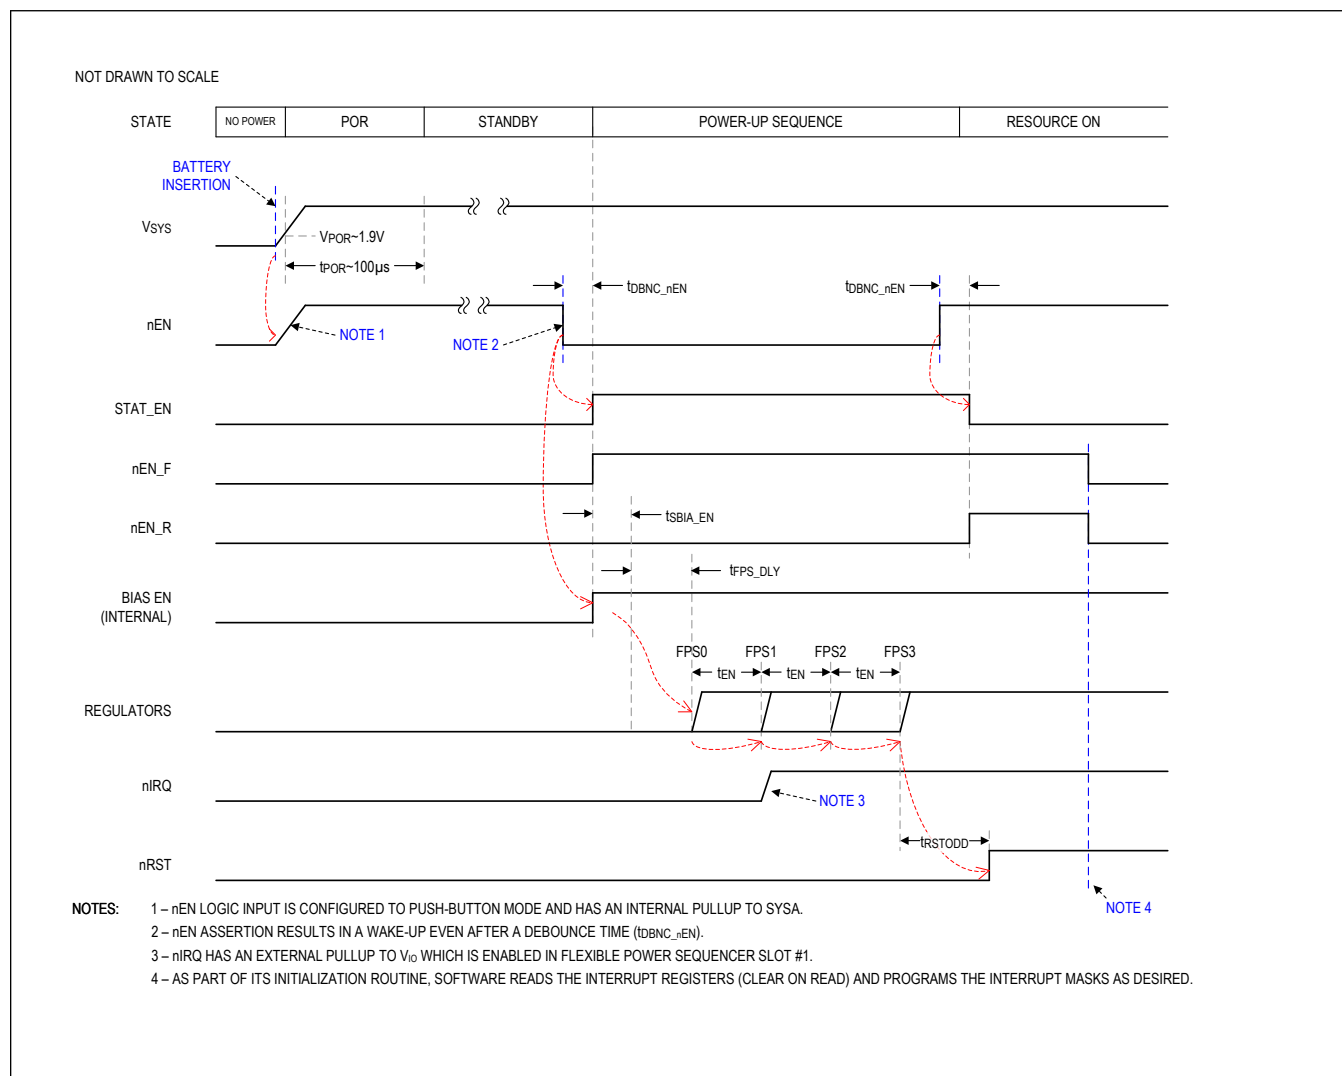 NOT DRAWN TO SCALE
STATE NO POWER POR STANDBY POWER-UP SEQUENCE RESOURCE ON
BATTERY
INSERTION
VSYS
VPOR~1.9V
tPOR~100µs
tDBNC_nEN tDBNC_nEN
nEN
NOTE 1 NOTE 2
STAT_EN
nEN_F
nEN_R
tSBIA_EN
tFPS_DLY
BIAS EN
(INTERNAL)
FPS0 FPS1 FPS2 FPS3
tEN tEN tEN
REGULATORS
nIRQ
NOTE 3
tRSTODD
nRST
NOTE 4
NOTES: 1 – nEN LOGIC INPUT IS CONFIGURED TO PUSH-BUTTON MODE AND HAS AN INTERNAL PULLUP TO SYSA.
2 – nEN ASSERTION RESULTS IN A WAKE-UP EVEN AFTER A DEBOUNCE TIME (tDBNC_nEN).
3 – nIRQ HAS AN EXTERNAL PULLUP TO VIO WHICH IS ENABLED IN FLEXIBLE POWER SEQUENCER SLOT #1.
4 – AS PART OF ITS INITIALIZATION ROUTINE, SOFTWARE READS THE INTERRUPT REGISTERS (CLEAR ON READ) AND PROGRAMS THE INTERRUPT MASKS AS DESIRED.